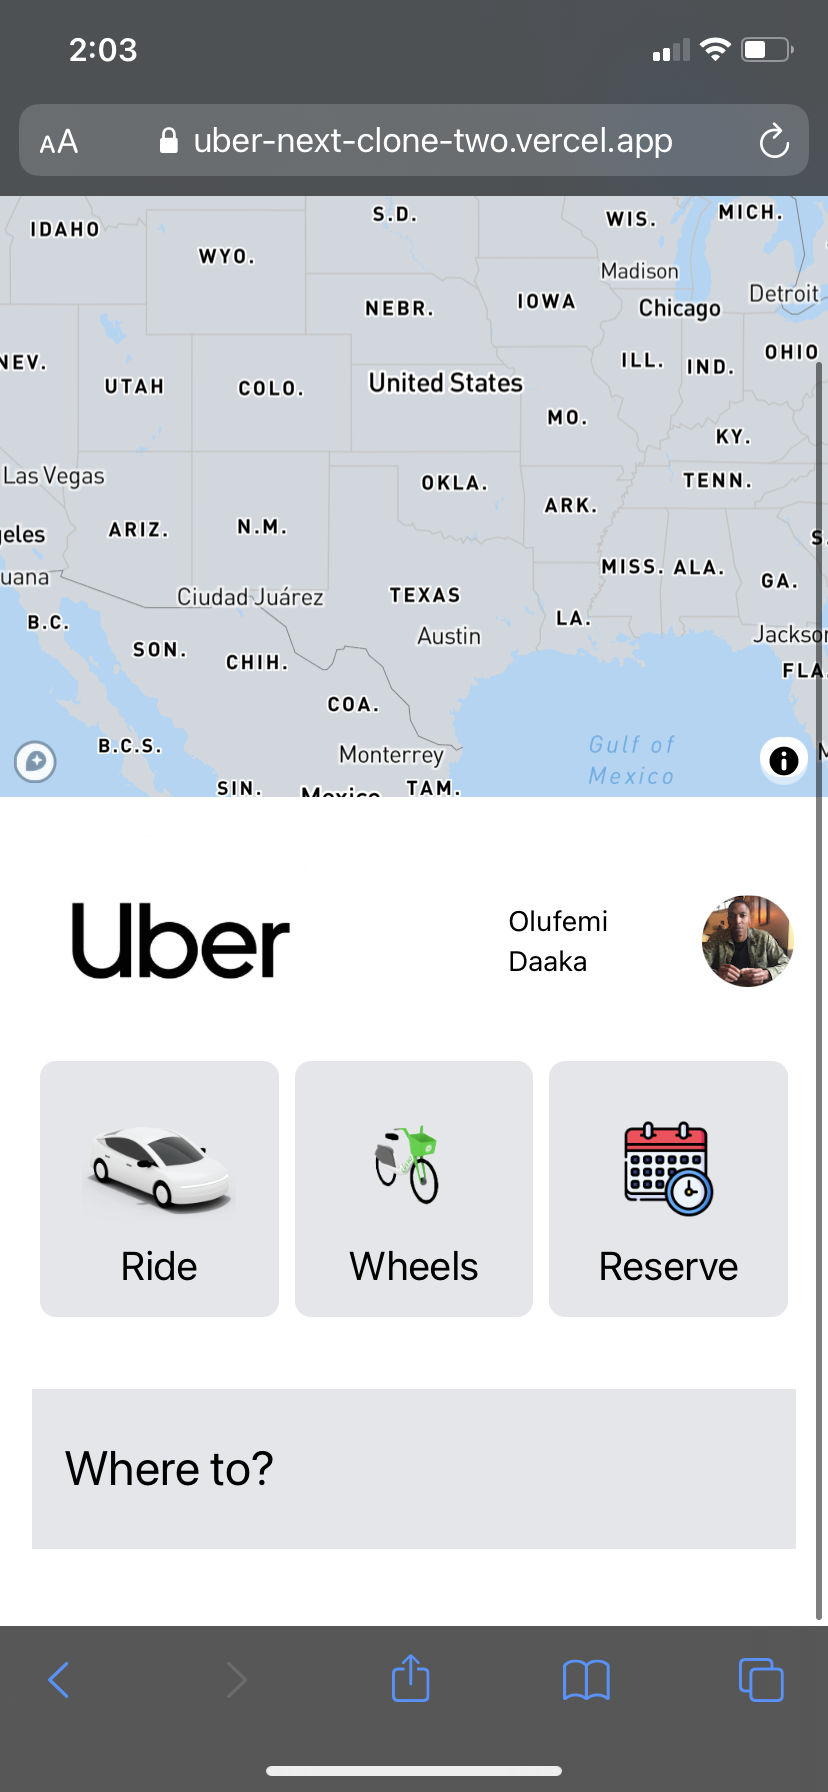 2:03
AA
uber-next-clone-two.vercel.app
S.D.
MICH.
WIS.
IDAHO
WYO.
Madison
Detroit
IOWA
NEBR.
Chicago
OHIO
NEV.
ILL.
IND.
United States
UTAH
COLO.
MO.
KY.
Las Vegas
OKLA.
TENN.
ARK.
ARIZ.
N.M.
eles
S.
MISS.
ALA.
uana
GA.
Ciudad Juárez
TEXAS
B.C.
LA.
Austin
Jackson
SON.
CHIH.
FLA.
COA.
B.C.S.
Gulf of
Mexico
Monterrey
SIN.
Mexico
TAM.
Uber
Olufemi
Daaka
Ride
Wheels
Reserve
Where to?